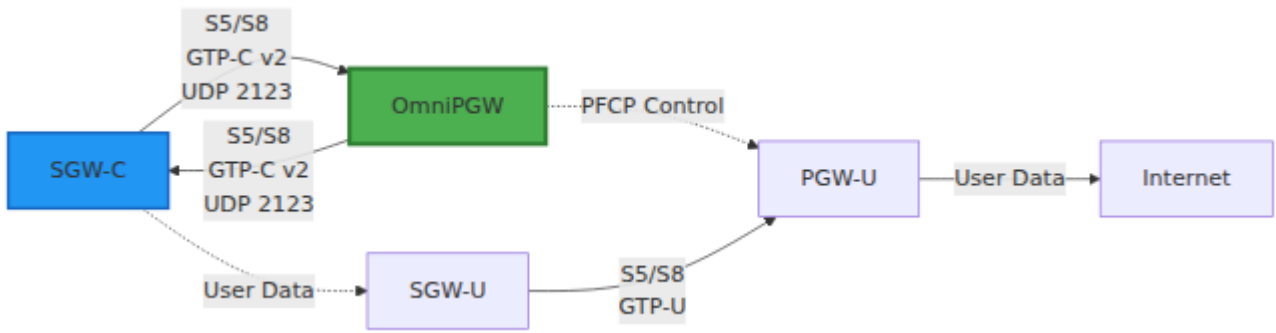 S5/S8
GTP-C v2
UDP 2123
OmniPGW
PFCP Control
S5/S8
GTP-C v2
UDP 2123
SGW-C
PGW-U
User Data
Internet
User Data
SGW-U
S5/S8
GTP-U